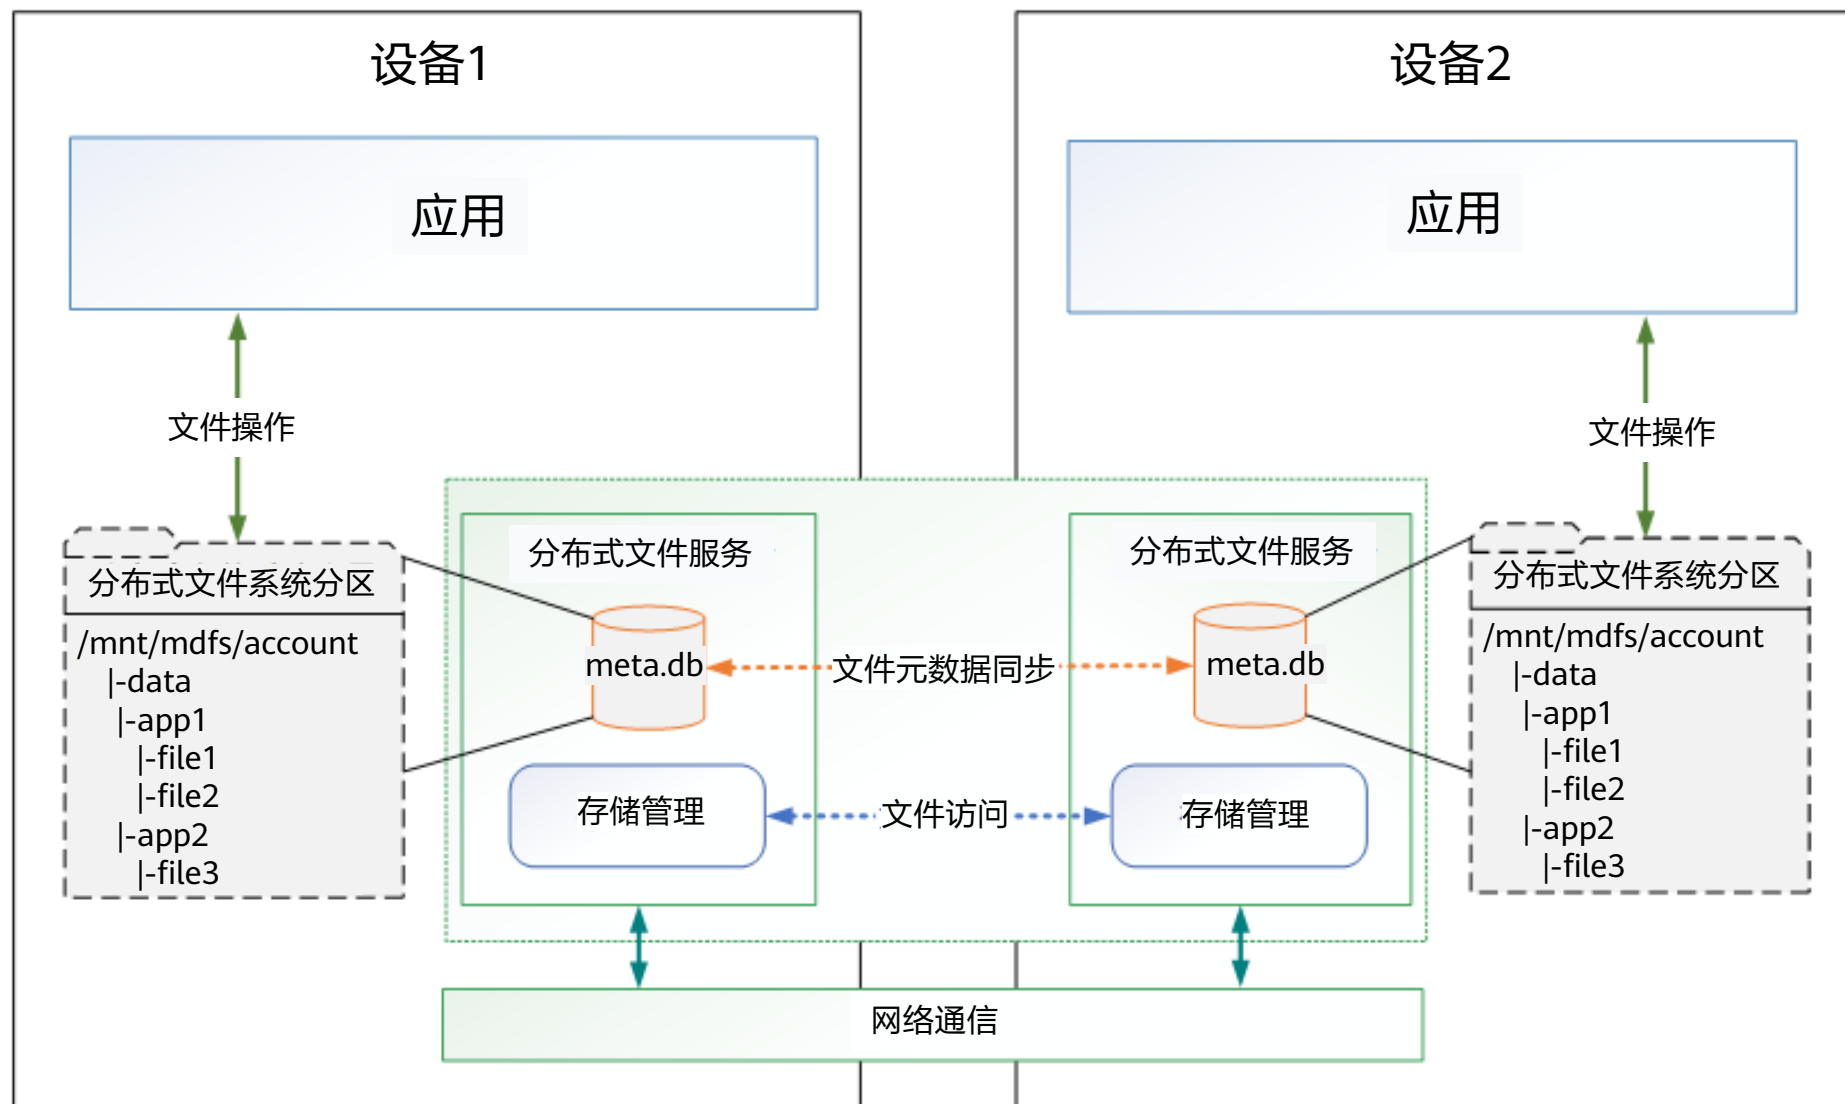 设备1
设备2
应用
应用
文件操作
文件操作
分布式文件系统分区
/mnt/mdfs/account
|-data
|-app1
|-file1
|-file2
|-app2
|-file3
分布式文件服务
meta.db
存储管理
文件元数据同步
文件访问
分布式文件服务
meta.db
存储管理
分布式文件系统分区
/mnt/mdfs/account
|-data
|-app1
|-file1
|-file2
|-app2
|-file3
网络通信